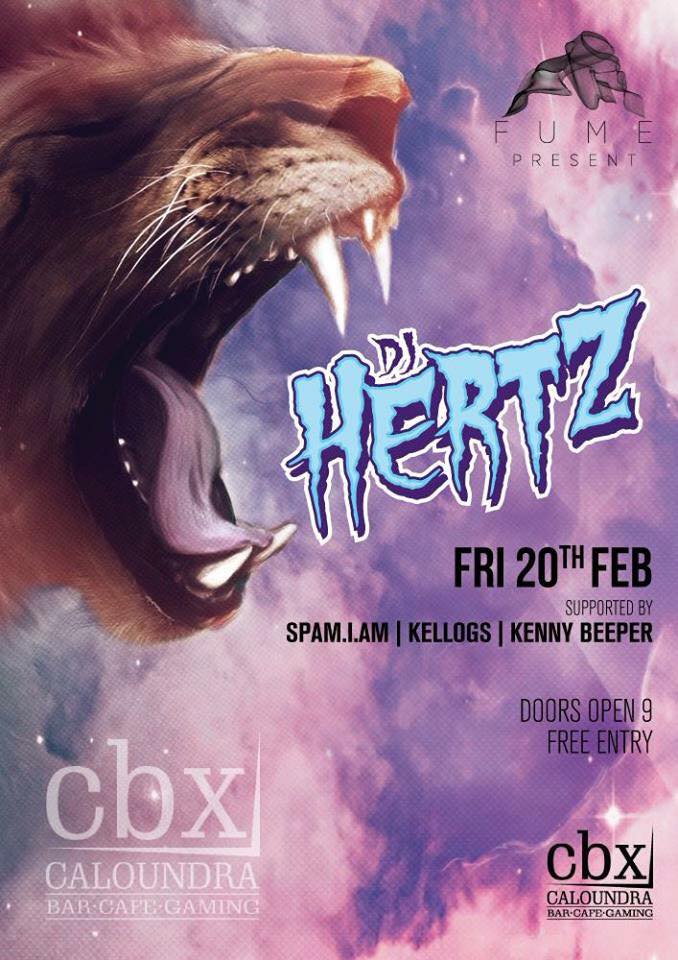 FUME
PRESENT
DJ
HERTZ
FRI 20TH FEB
SUPPORTED BY
SPAM.I.AM | KELLOGS | KENNY BEEPER
DOORS OPEN 9
FREE ENTRY
cbx
CALOUNDRA
BAR·CAFE·GAMING
cbx
CALOUNDRA
BAR·CAFE·GAMING